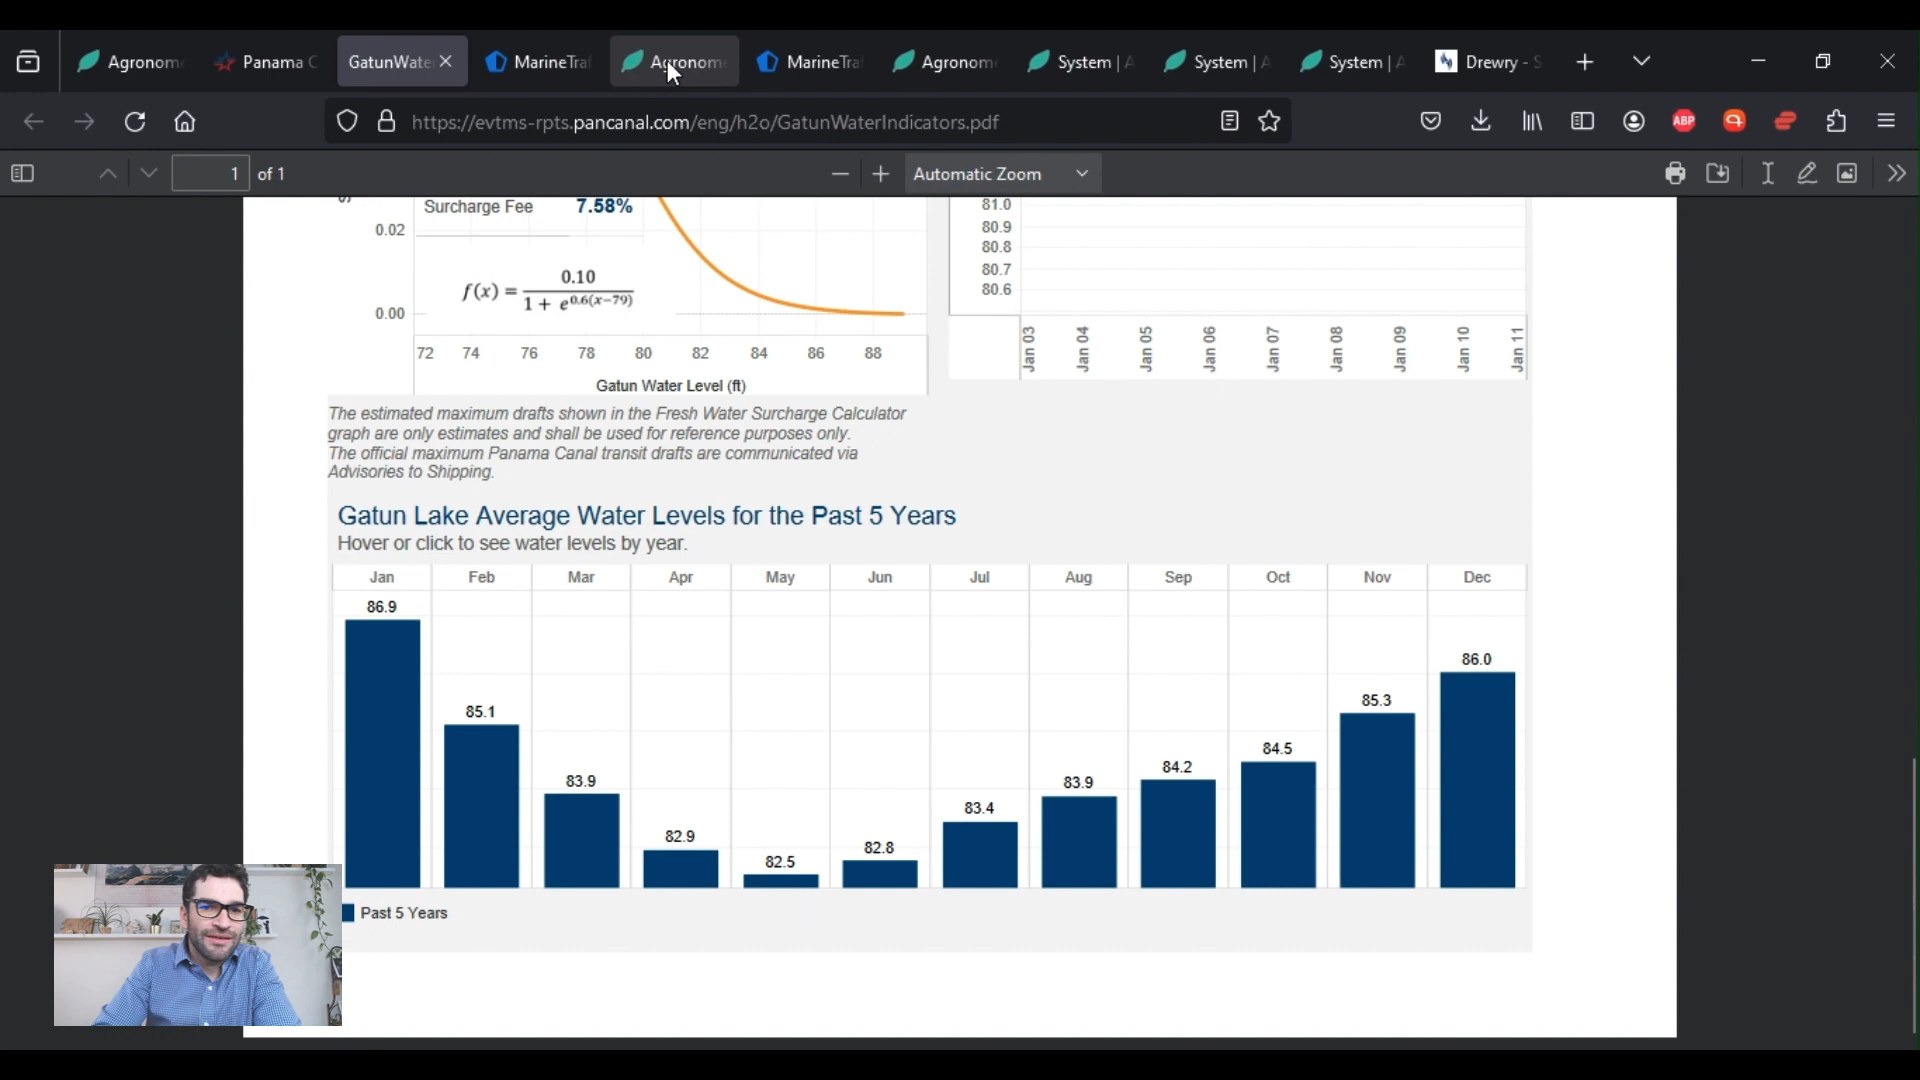 Agronom
Panama C
GatunWate
MarineTraf
Agronom
MarineTraf
Agronom
System | A
System | A
System | A
Drewry - S
https://evtms-rpts.pancanal.com/eng/h2o/GatunWaterIndicators.pdf
ABP
1 of 1
Automatic Zoom
Surcharge Fee 7.58%
0.02
f(x) = 0.10 / 1 + e^0.6(x−79)
0.00
72 74 76 78 80 82 84 86 88
Gatun Water Level (ft)
81.0
80.9
80.8
80.7
80.6
Jan 03 Jan 04 Jan 05 Jan 06 Jan 07 Jan 08 Jan 09 Jan 10 Jan 11
The estimated maximum drafts shown in the Fresh Water Surcharge Calculator
graph are only estimates and shall be used for reference purposes only.
The official maximum Panama Canal transit drafts are communicated via
Advisories to Shipping.
Gatun Lake Average Water Levels for the Past 5 Years
Hover or click to see water levels by year.
Jan Feb Mar Apr May Jun Jul Aug Sep Oct Nov Dec
86.9 85.1 83.9 82.9 82.5 82.8 83.4 83.9 84.2 84.5 85.3 86.0
Past 5 Years